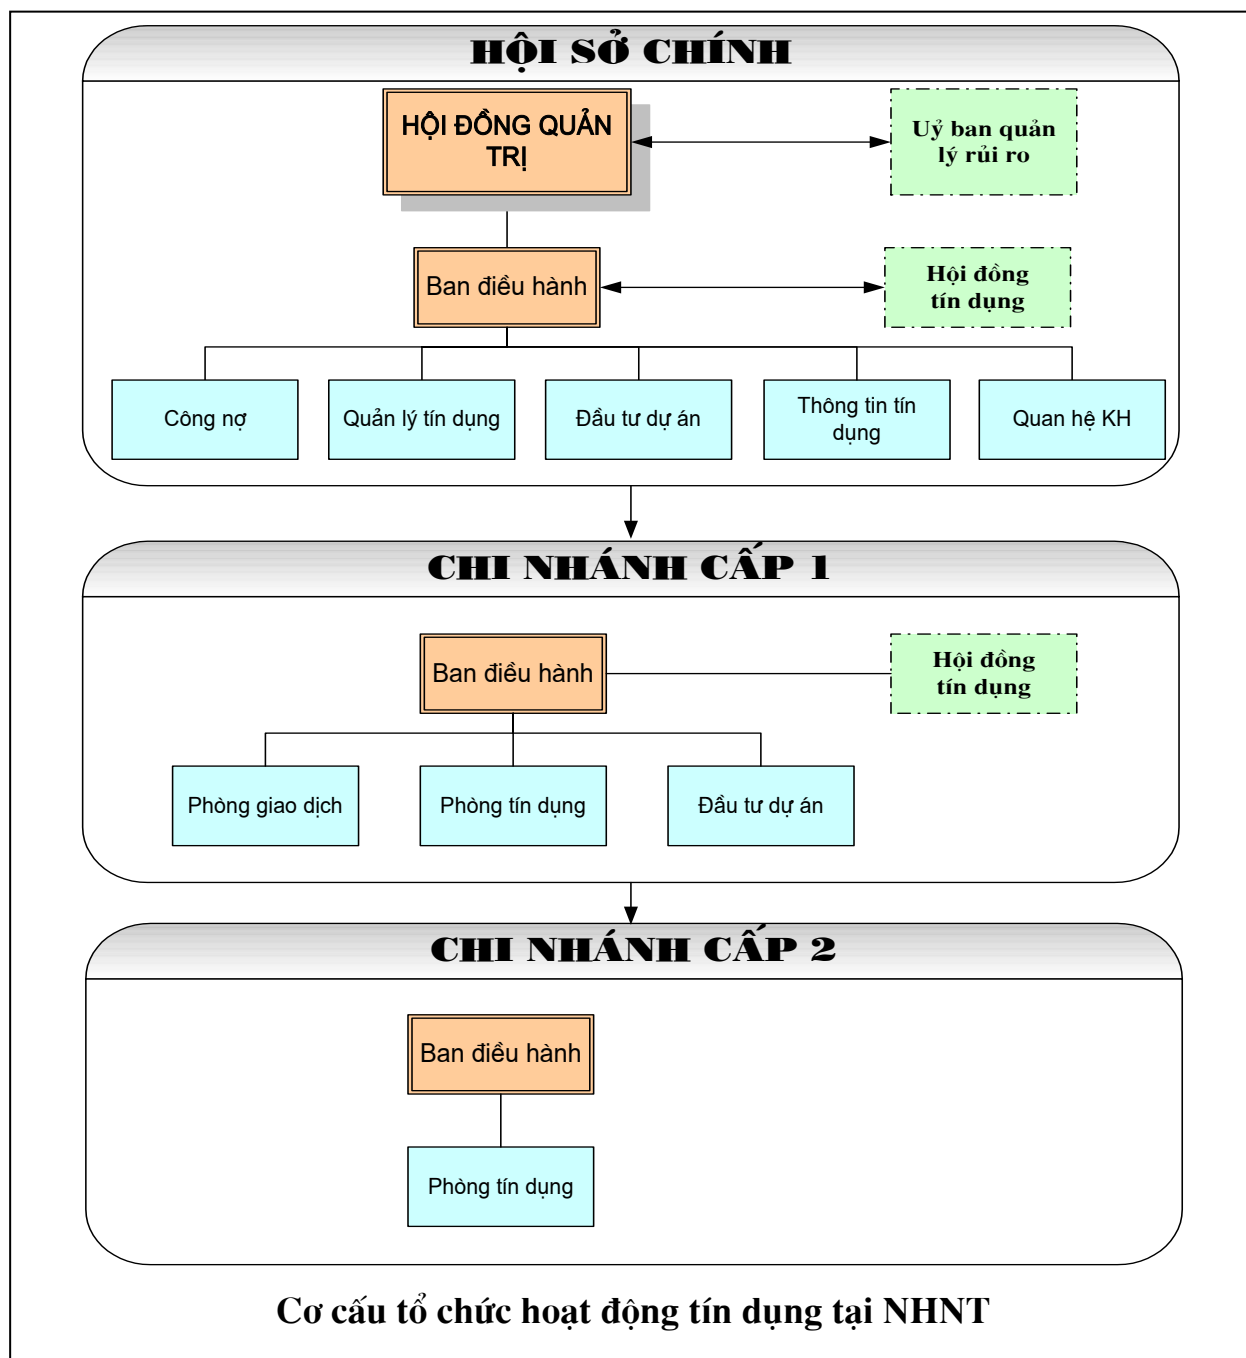 HỘI SỞ CHÍNH
HỘI ĐỒNG QUẢN
TRỊ
Uỷ ban quản
lý rủi ro
Ban điều hành
Hội đồng
tín dụng
Công nợ
Quản lý tín dụng
Đầu tư dự án
Thông tin tín
dụng
Quan hệ KH
CHI NHÁNH CẤP 1
Ban điều hành
Hội đồng
tín dụng
Phòng giao dịch
Phòng tín dụng
Đầu tư dự án
CHI NHÁNH CẤP 2
Ban điều hành
Phòng tín dụng
Cơ cấu tổ chức hoạt động tín dụng tại NHNT